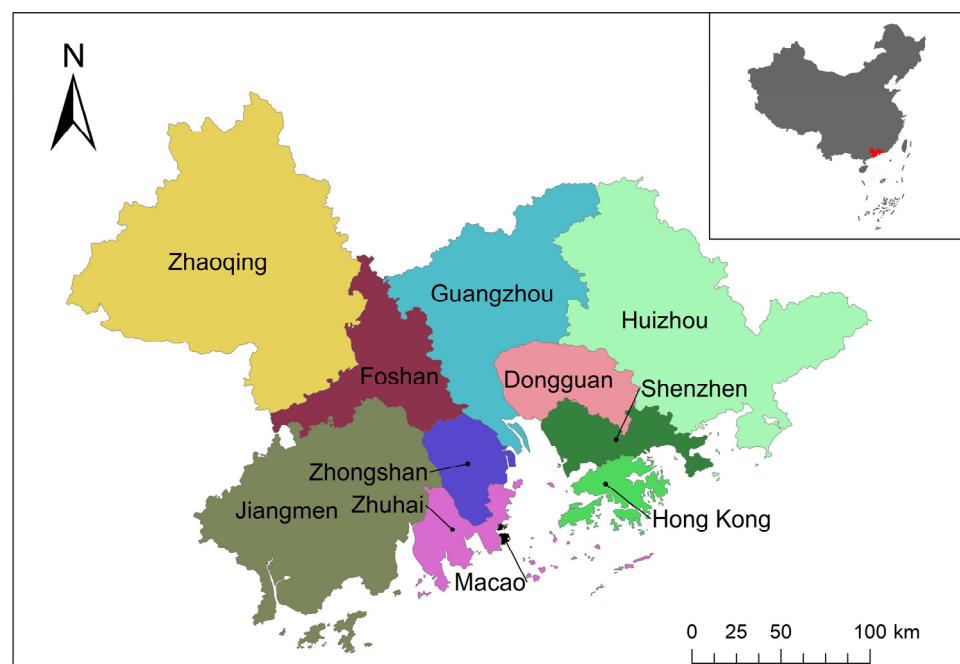 N
Zhaoqing
Guangzhou
Huizhou
Foshan
Dongguan
Shenzhen
Zhongshan
Jiangmen
Zhuhai
Hong Kong
Macao
0 25 50 100 km